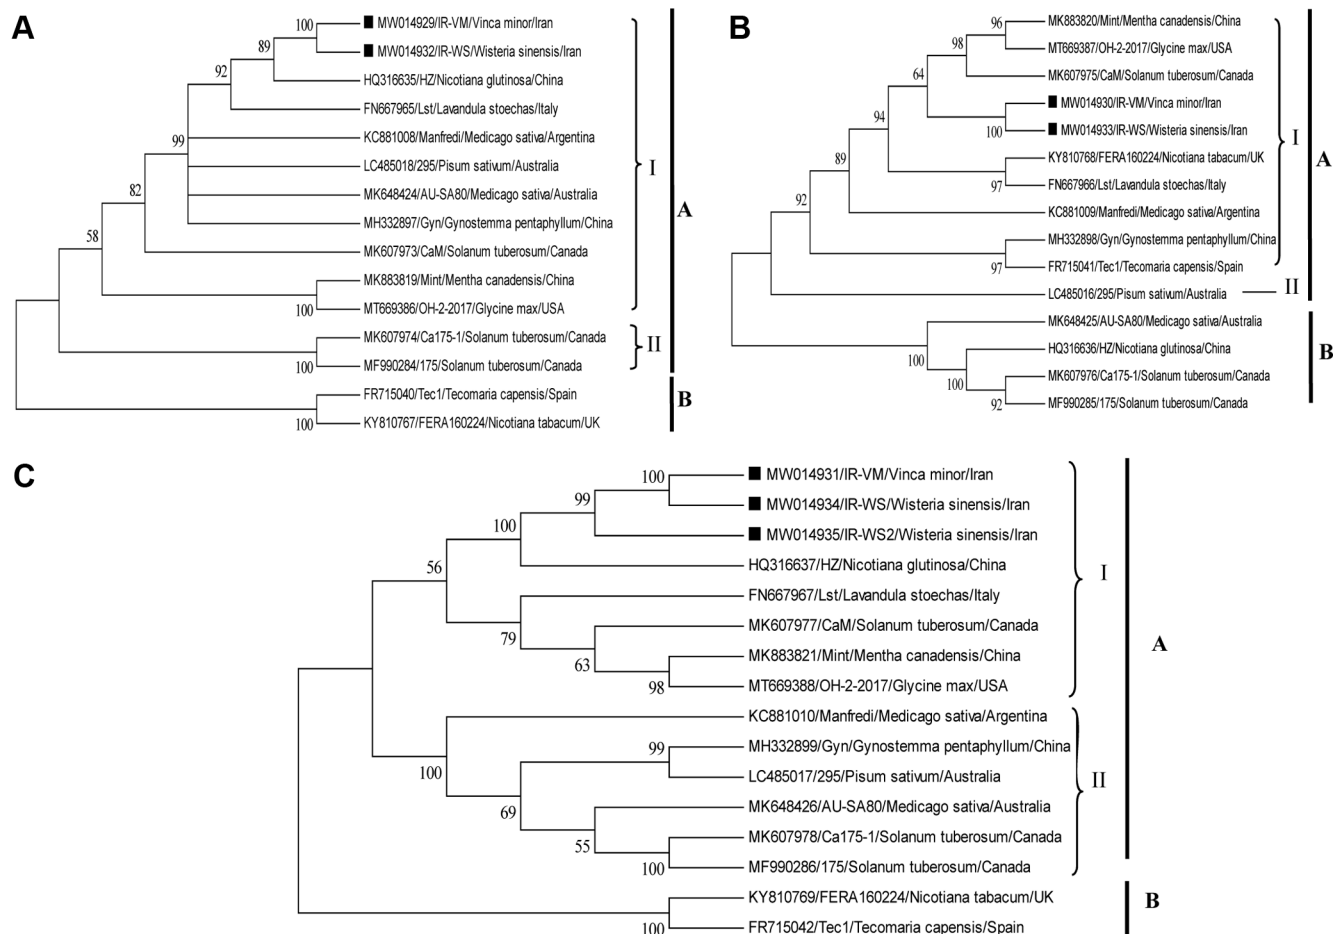 A
100
MW014929/IR-VM/Vinca minor/Iran
MW014932/IR-WS/Wisteria sinensis/Iran
89
HQ316635/HZ/Nicotiana glutinosa/China
92
FN667965/Lst/Lavandula stoechas/Italy
KC881008/Manfredi/Medicago sativa/Argentina
99
LC485018/295/Pisum sativum/Australia
I
MK648424/AU-SA80/Medicago sativa/Australia
82
A
MH332897/Gyn/Gynostemma pentaphyllum/China
58
MK607973/CaM/Solanum tuberosum/Canada
MK883819/Mint/Mentha canadensis/China
100
MT669386/OH-2-2017/Glycine max/USA
MK607974/Ca175-1/Solanum tuberosum/Canada
II
100
MF990284/175/Solanum tuberosum/Canada
FR715040/Tec1/Tecomaria capensis/Spain
B
100
KY810767/FERA160224/Nicotiana tabacum/UK
B
96
MK883820/Mint/Mentha canadensis/China
MT669387/OH-2-2017/Glycine max/USA
98
MK607975/CaM/Solanum tuberosum/Canada
64
MW014930/IR-VM/Vinca minor/Iran
94
100
MW014933/IR-WS/Wisteria sinensis/Iran
I
A
KY810768/FERA160224/Nicotiana tabacum/UK
89
97
FN667966/Lst/Lavandula stoechas/Italy
KC881009/Manfredi/Medicago sativa/Argentina
92
MH332898/Gyn/Gynostemma pentaphyllum/China
97
FR715041/Tec1/Tecomaria capensis/Spain
LC485016/295/Pisum sativum/Australia
II
MK648425/AU-SA80/Medicago sativa/Australia
100
HQ316636/HZ/Nicotiana glutinosa/China
B
100
MK607976/Ca175-1/Solanum tuberosum/Canada
92
MF990285/175/Solanum tuberosum/Canada
C
100
MW014931/IR-VM/Vinca minor/Iran
99
MW014934/IR-WS/Wisteria sinensis/Iran
100
MW014935/IR-WS2/Wisteria sinensis/Iran
56
HQ316637/HZ/Nicotiana glutinosa/China
I
FN667967/Lst/Lavandula stoechas/Italy
79
MK607977/CaM/Solanum tuberosum/Canada
A
63
MK883821/Mint/Mentha canadensis/China
98
MT669388/OH-2-2017/Glycine max/USA
KC881010/Manfredi/Medicago sativa/Argentina
99
MH332899/Gyn/Gynostemma pentaphyllum/China
100
LC485017/295/Pisum sativum/Australia
II
69
MK648426/AU-SA80/Medicago sativa/Australia
55
MK607978/Ca175-1/Solanum tuberosum/Canada
100
MF990286/175/Solanum tuberosum/Canada
KY810769/FERA160224/Nicotiana tabacum/UK
B
100
FR715042/Tec1/Tecomaria capensis/Spain